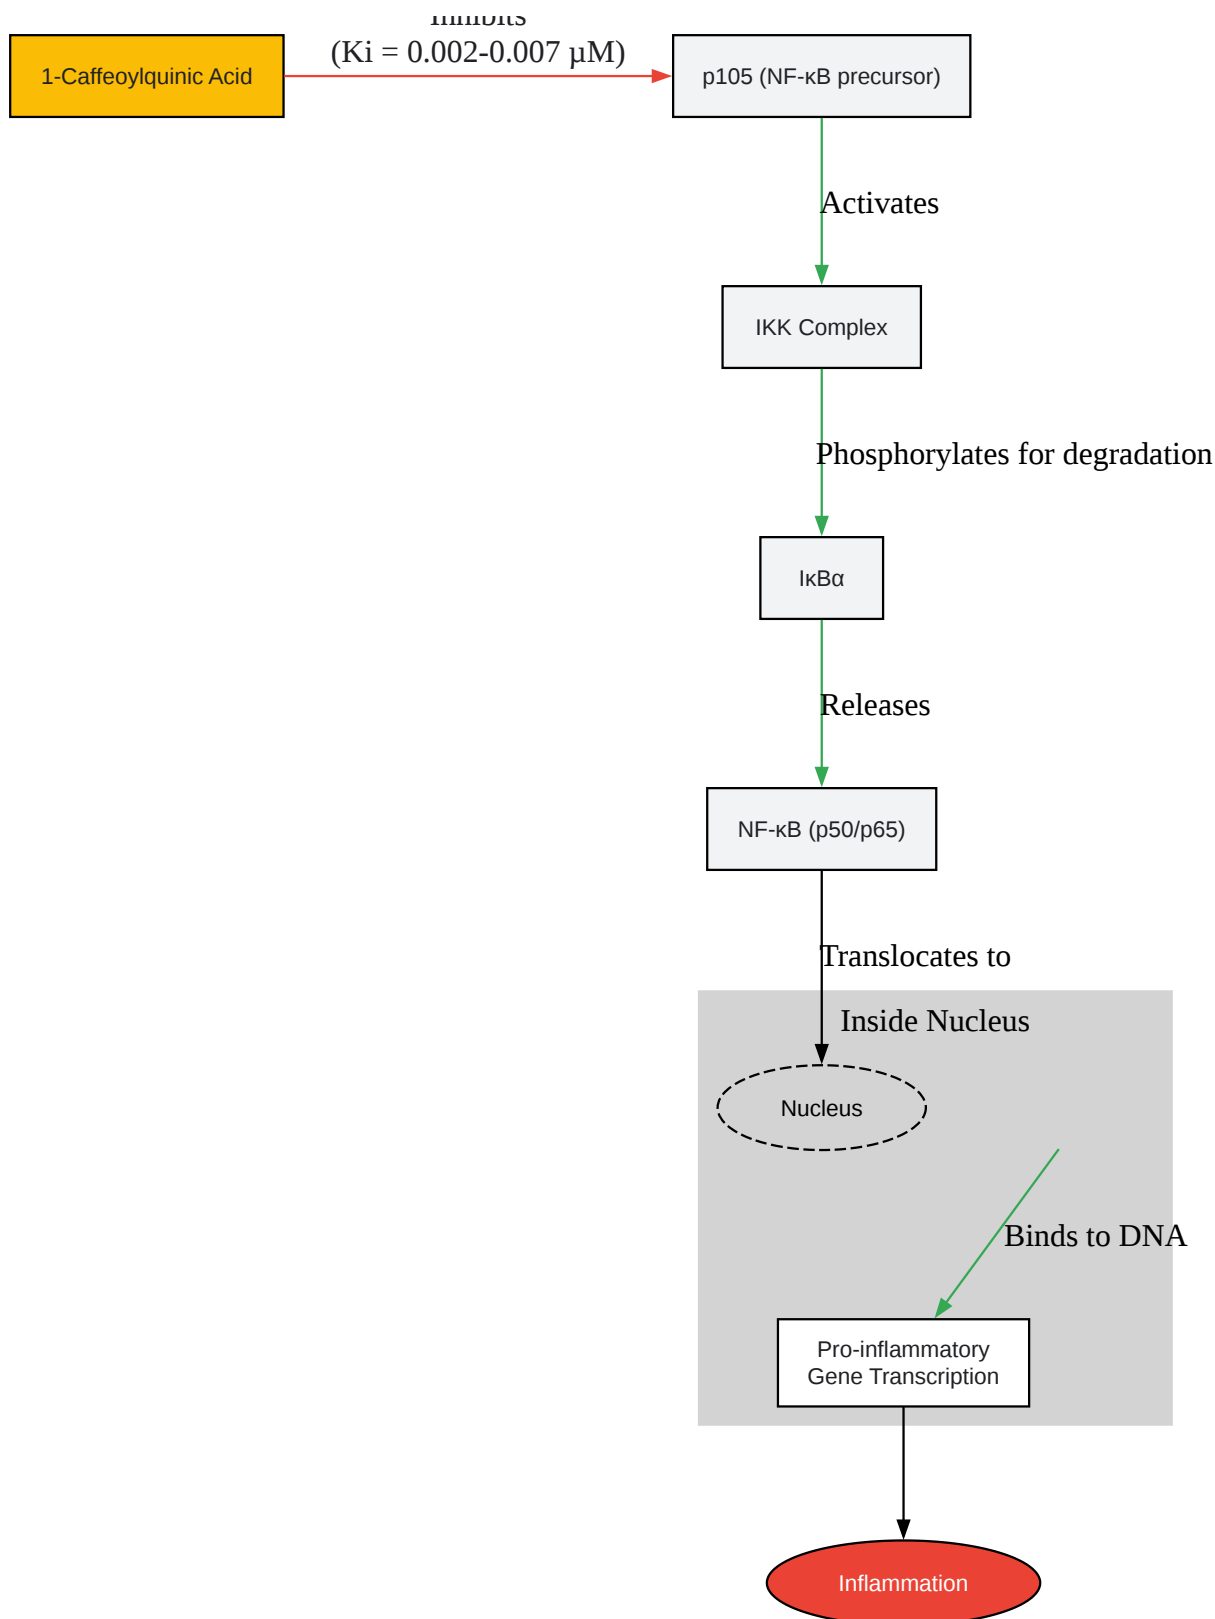 Inhibits
(Ki = 0.002-0.007 µM)
1-Caffeoylquinic Acid
p105 (NF-κB precursor)
Activates
IKK Complex
Phosphorylates for degradation
IκBα
Releases
NF-κB (p50/p65)
Translocates to
Inside Nucleus
Nucleus
Binds to DNA
Pro-inflammatory
Gene Transcription
Inflammation